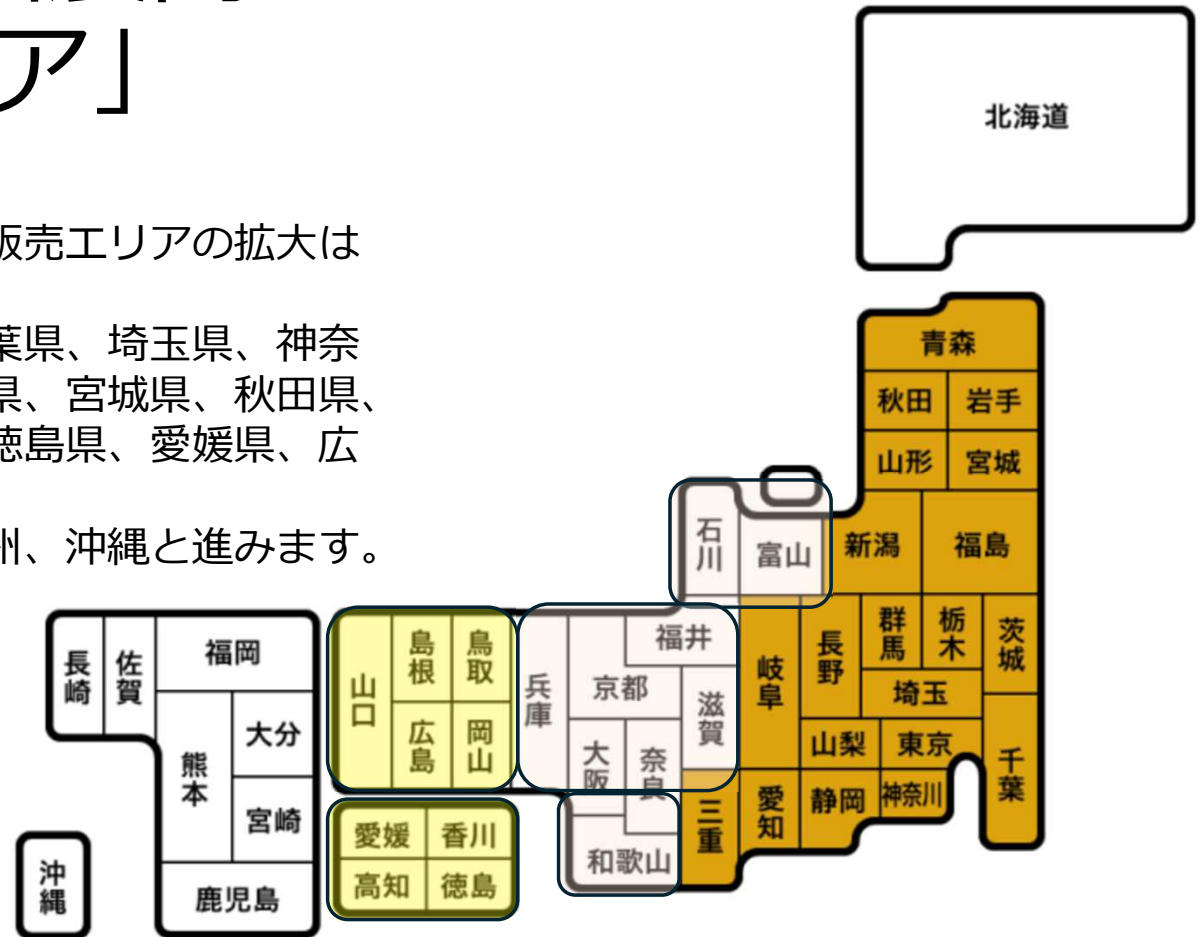 ア」
販売エリアの拡大は
葉県、埼玉県、神奈
県、宮城県、秋田県、
徳島県、愛媛県、広
州、沖縄と進みます。
北海道
青森
秋田
岩手
山形
宮城
石川
富山
新潟
福島
長崎
佐賀
福岡
山口
島根
鳥取
兵庫
京都
福井
滋賀
岐阜
長野
群馬
栃木
茨城
埼玉
熊本
大分
広島
岡山
大阪
奈良
三重
愛知
山梨
東京
静岡
神奈川
千葉
宮崎
愛媛
香川
和歌山
沖縄
鹿児島
高知
徳島